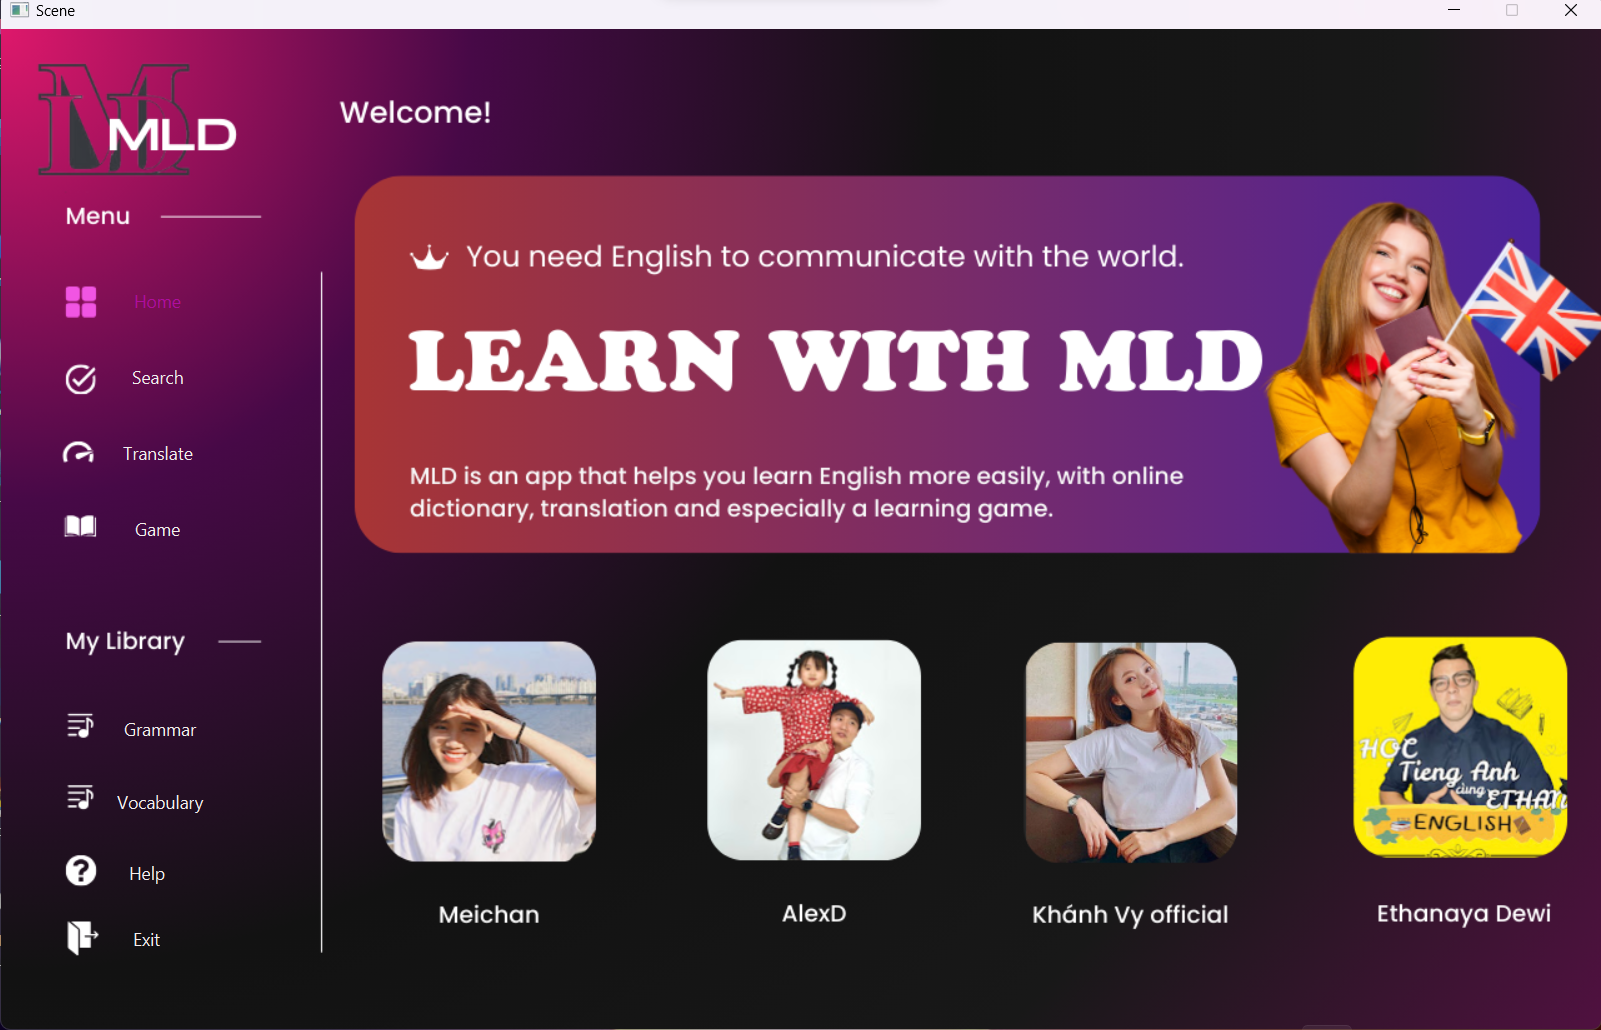 Scene
MLD
Welcome!
Menu
Home
Search
Translate
Game
My Library
Grammar
Vocabulary
Help
Exit
You need English to communicate with the world.
LEARN WITH MLD
MLD is an app that helps you learn English more easily, with online
dictionary, translation and especially a learning game.
HOC
Tieng Anh
cùng
ETHAN
ENGLISH
Meichan
AlexD
Khánh Vy official
Ethanaya Dewi